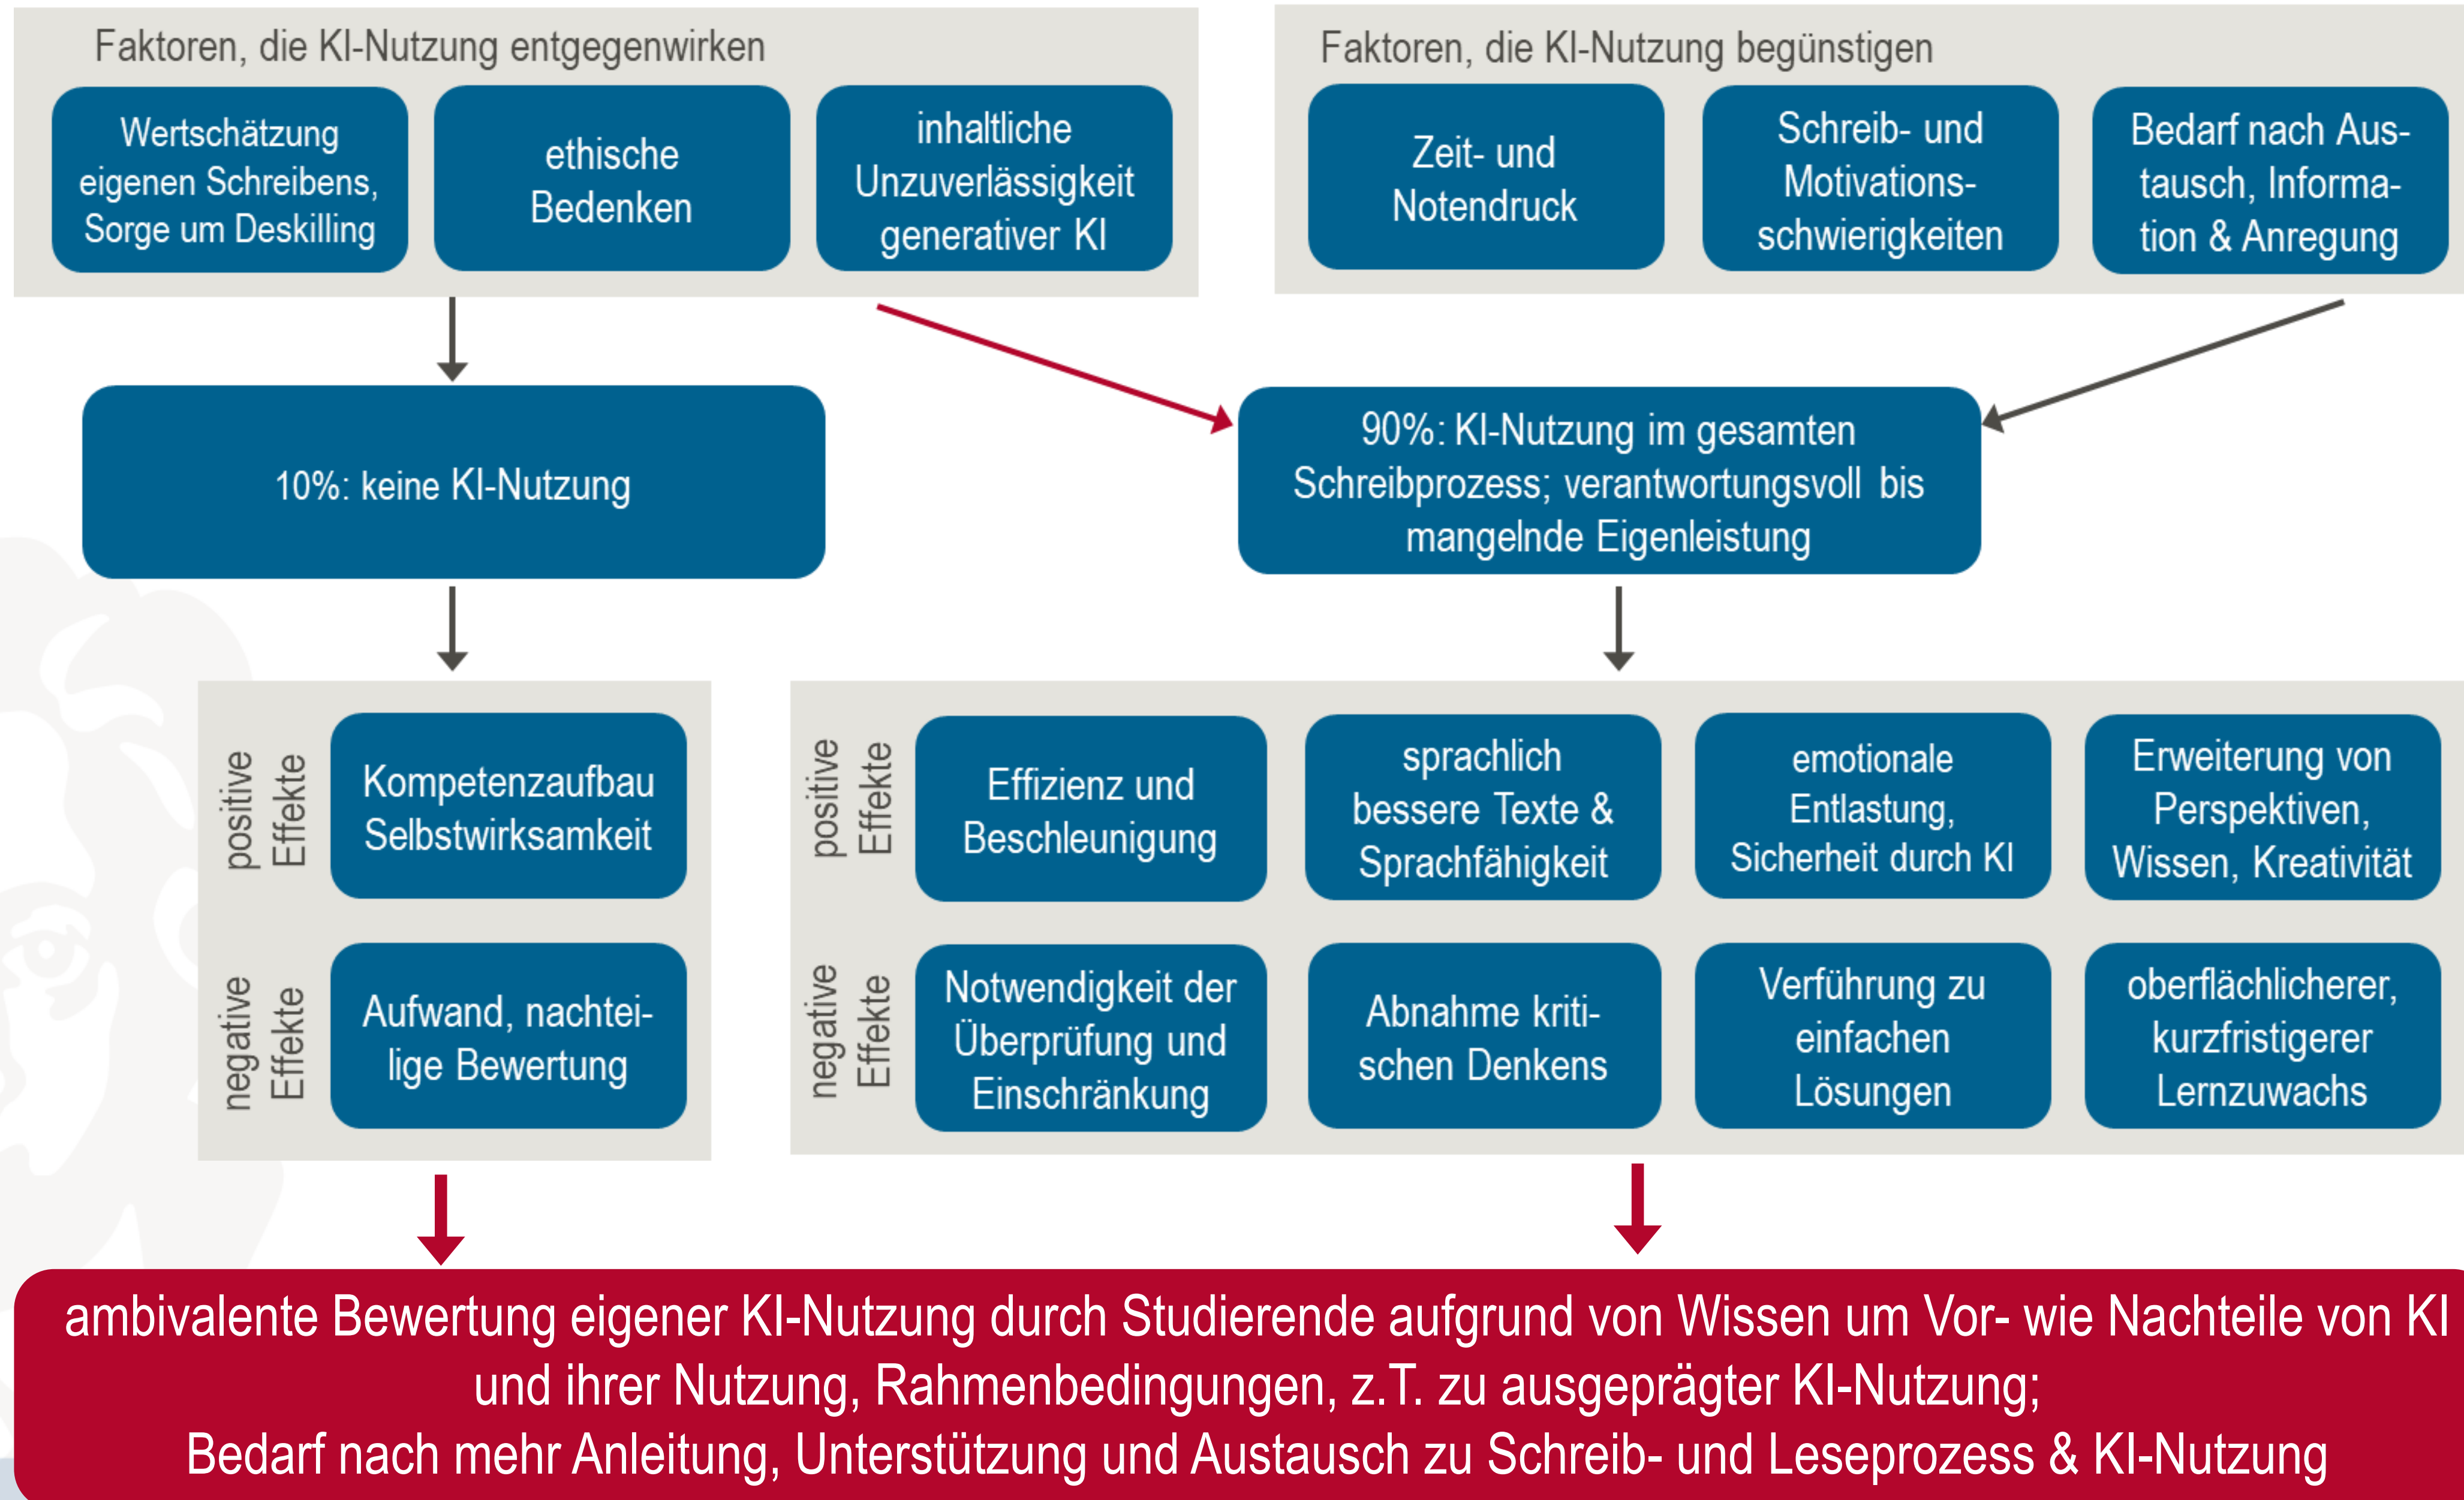 Faktoren, die KI-Nutzung entgegenwirken
Wertschätzung
eigenen Schreibens,
Sorge um Deskilling
ethische
Bedenken
inhaltliche
Unzuverlässigkeit
generativer KI
Faktoren, die KI-Nutzung begünstigen
Zeit- und
Notendruck
Schreib- und
Motivations-
schwierigkeiten
Bedarf nach Aus-
tausch, Informa-
tion & Anregung
10%: keine KI-Nutzung
90%: KI-Nutzung im gesamten
Schreibprozess; verantwortungsvoll bis
mangelnde Eigenleistung
positive
Effekte
Kompetenzaufbau
Selbstwirksamkeit
negative
Effekte
Aufwand, nachtei-
lige Bewertung
positive
Effekte
Effizienz und
Beschleunigung
sprachlich
bessere Texte &
Sprachfähigkeit
emotionale
Entlastung,
Sicherheit durch KI
Erweiterung von
Perspektiven,
Wissen, Kreativität
negative
Effekte
Notwendigkeit der
Überprüfung und
Einschränkung
Abnahme kriti-
schen Denkens
Verführung zu
einfachen
Lösungen
oberflächlicherer,
kurzfristigerer
Lernzuwachs
ambivalente Bewertung eigener KI-Nutzung durch Studierende aufgrund von Wissen um Vor- wie Nachteile von KI
und ihrer Nutzung, Rahmenbedingungen, z.T. zu ausgeprägter KI-Nutzung;
Bedarf nach mehr Anleitung, Unterstützung und Austausch zu Schreib- und Leseprozess & KI-Nutzung